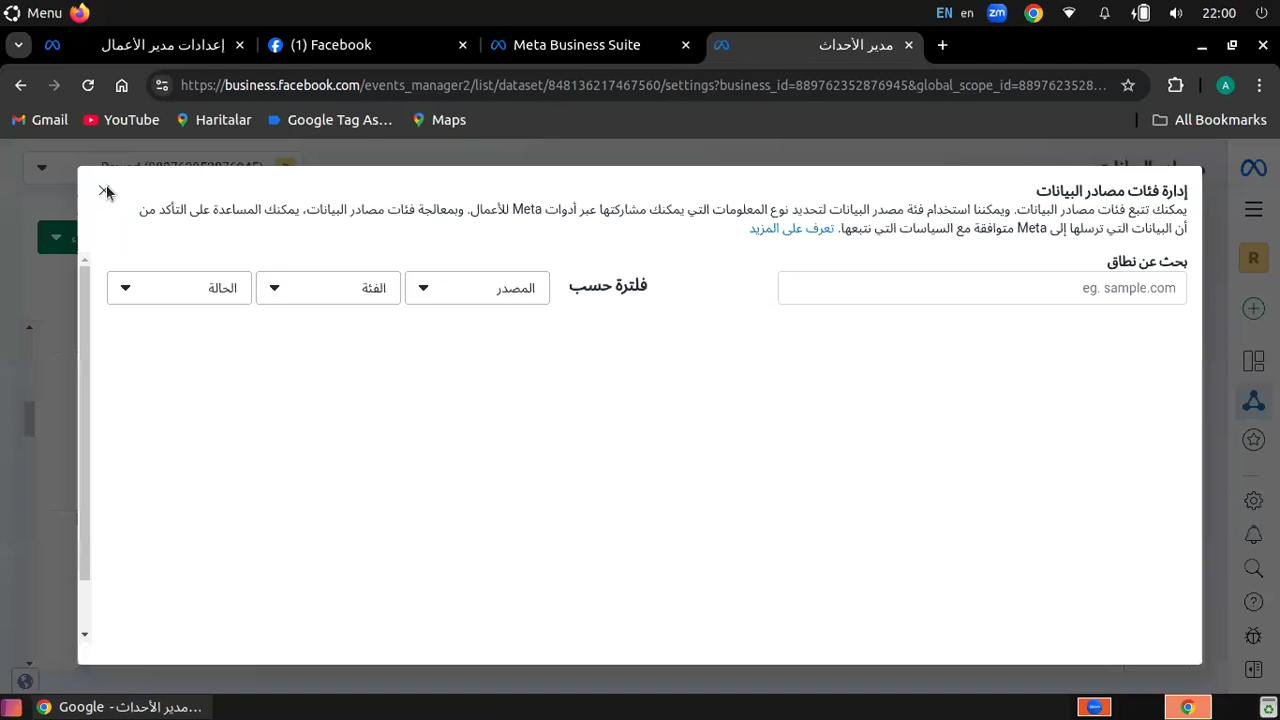 Menu
EN en zm 22:00
إعدادات مدير الأعمال
(1) Facebook
Meta Business Suite
مدير الأحداث
https://business.facebook.com/events_manager2/list/dataset/848136217467560/settings?business_id=889762352876945&global_scope_id=8897623528...
A
Gmail
YouTube
Haritalar
Google Tag As...
Maps
All Bookmarks
إدارة فئات مصادر البيانات
يمكنك تتبع فئات مصادر البيانات. ويمكننا استخدام فئة مصدر البيانات لتحديد نوع المعلومات التي يمكنك مشاركتها عبر أدوات Meta للأعمال. وبمعالجة فئات مصادر البيانات، يمكنك المساعدة على التأكد من
أن البيانات التي ترسلها إلى Meta متوافقة مع السياسات التي نتبعها. تعرف على المزيد
بحث عن نطاق
eg. sample.com
فلترة حسب
المصدر
الفئة
الحالة
R
مدير الأحداث - Google...
zm